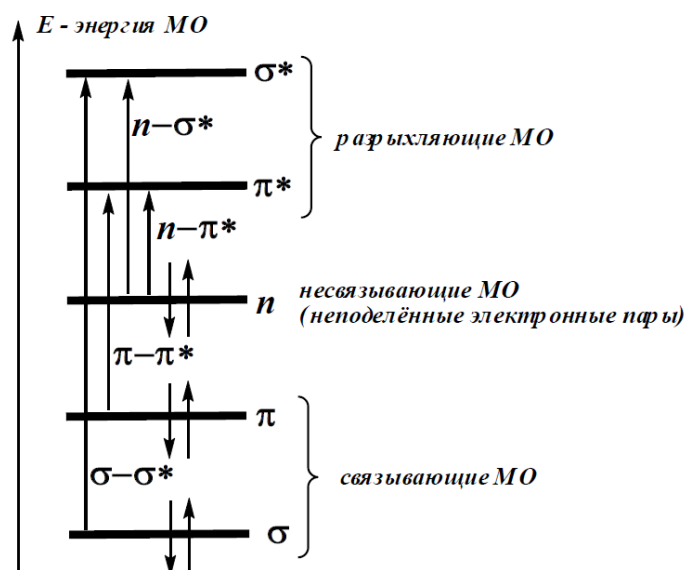 E - энергия МО
σ*
n–σ*
разрыхляющие МО
π*
n–π*
n
несвязывающие МО
(неподелённые электронные пары)
π–π*
π
σ–σ*
связывающие МО
σ